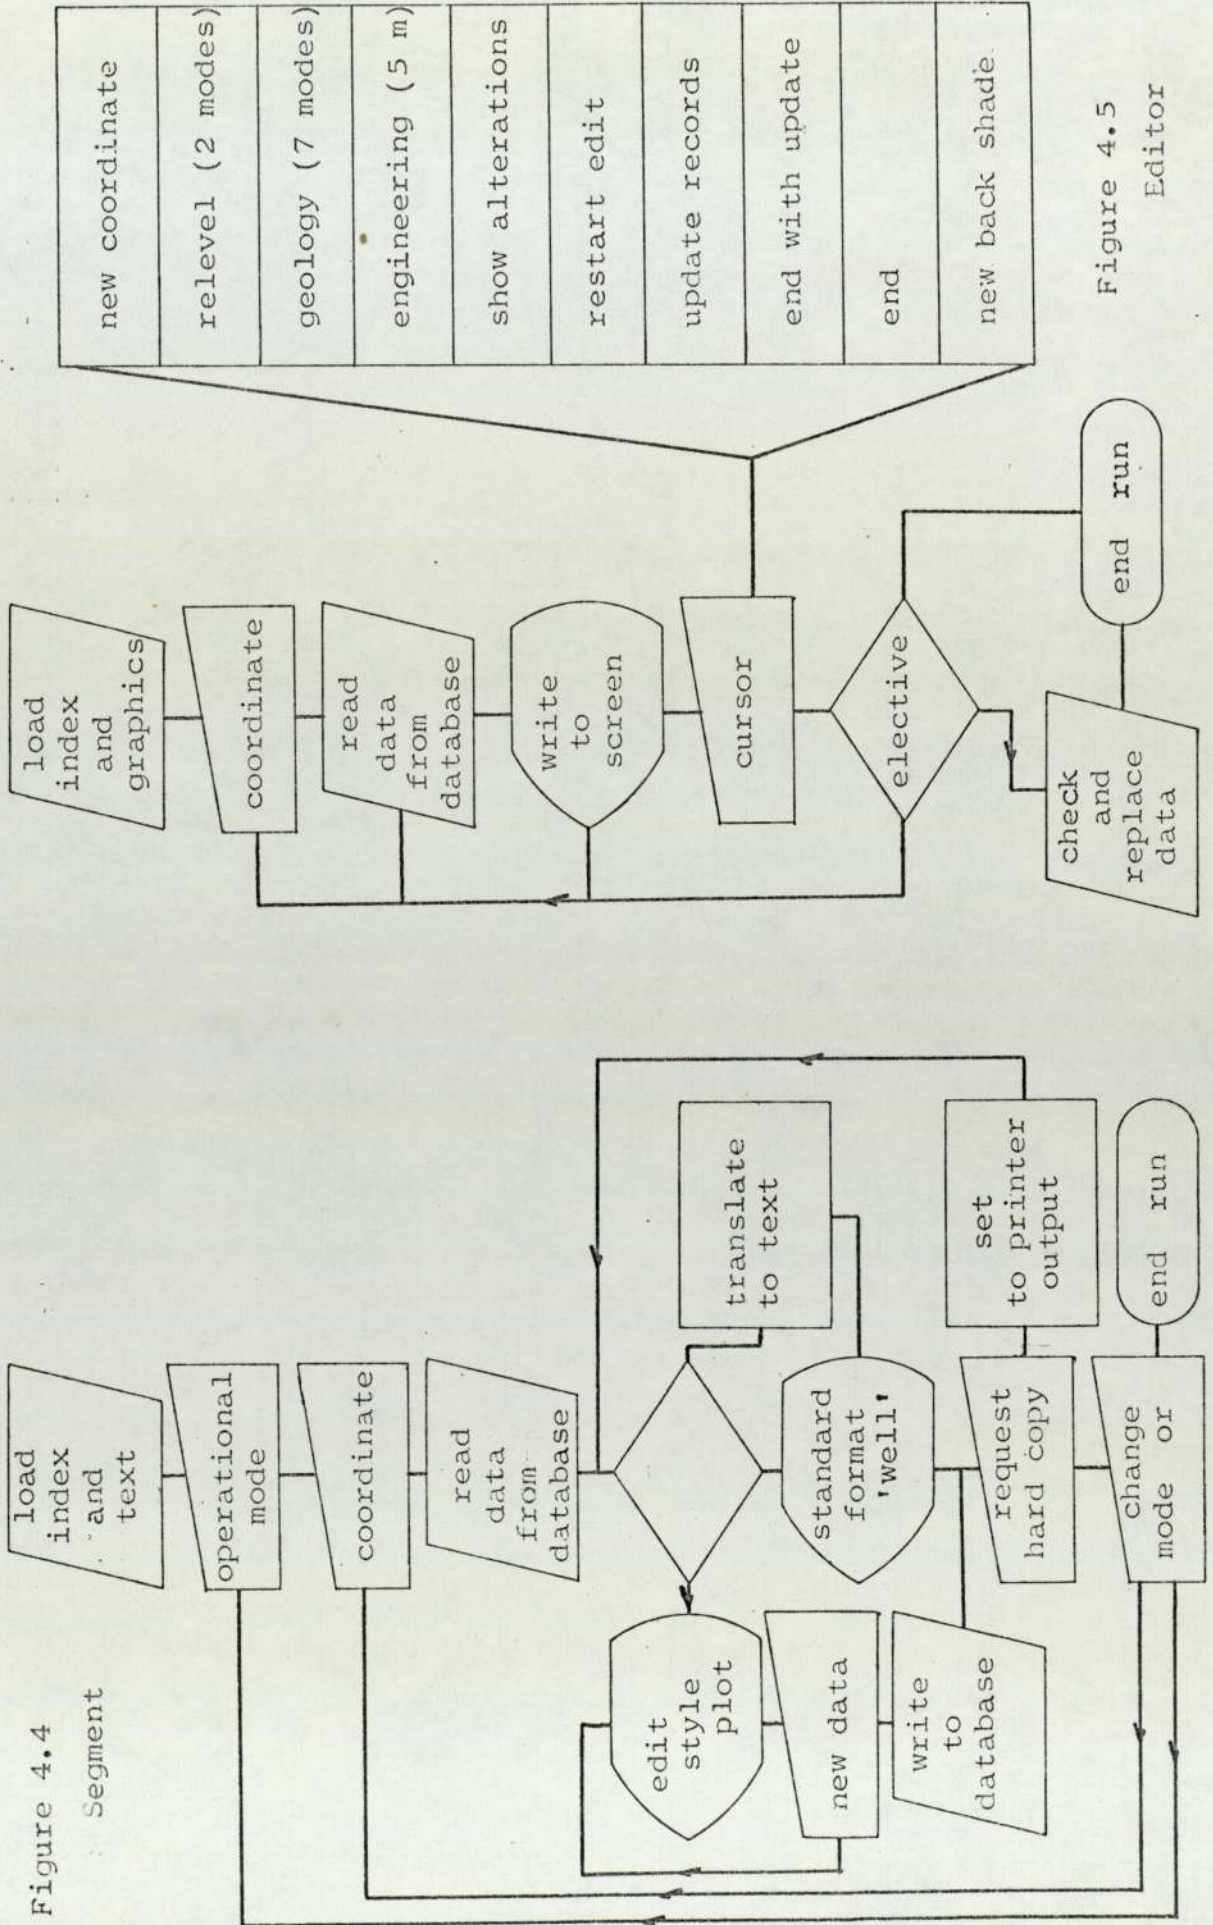 Figure 4.4
Segment
load
index
and
text
operational
mode
coordinate
read
data
from
database
edit
style
plot
new data
write
to
database
translate
to text
standard
format
'well'
request
hard copy
set
to printer
output
change
mode or
end run
load
index
and
graphics
coordinate
read
data
from
database
write
to
screen
cursor
elective
check
and
replace
data
end run
new coordinate
relevel (2 modes)
geology (7 modes)
engineering (5 m)
show alterations
restart edit
update records
end with update
end
new back shade
Figure 4.5
Editor